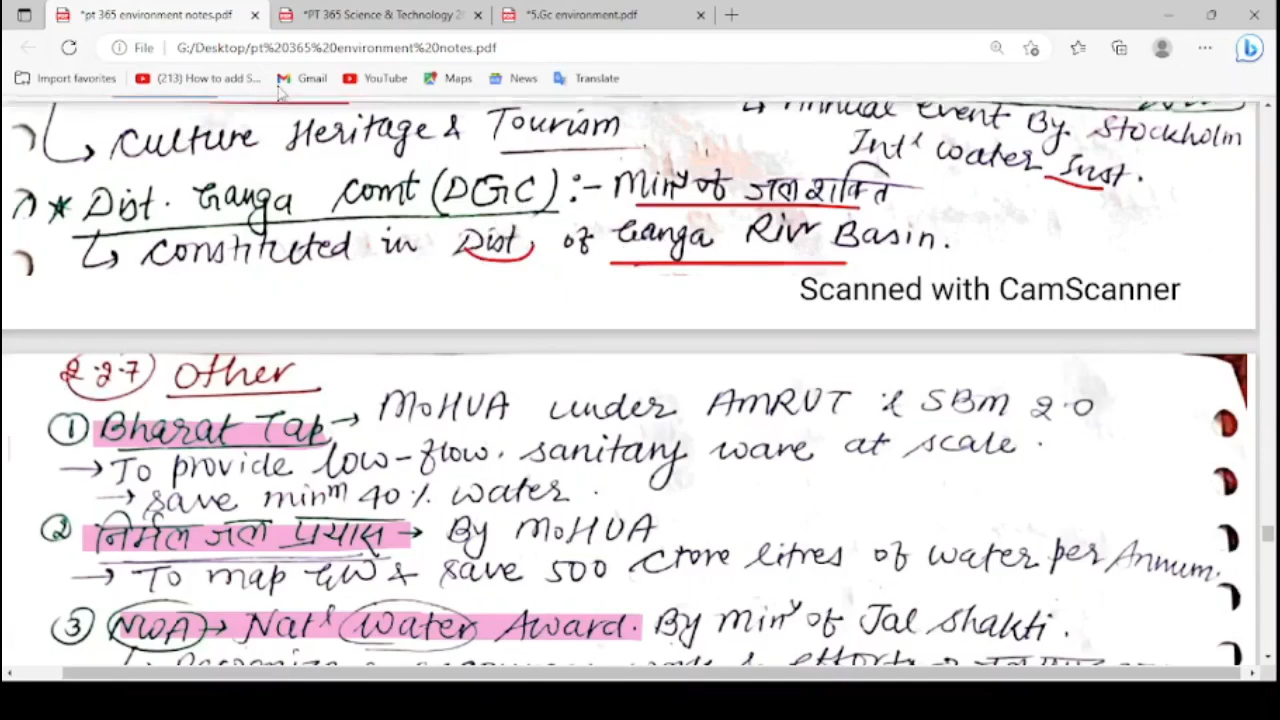 *pt 365 environment notes.pdf
*PT 365 Science & Technology 2
*5.Gc environment.pdf
File G:/Desktop/pt%20365%20environment%20notes.pdf
Import favorites (213) How to add S... Gmail YouTube Maps News Translate
Annual Event By Stockholm
Intl water Inst.
Culture Heritage & Tourism
* Dist. Ganga Comt (DGC) :- Miny of जल शक्ति
↳ constituted in Dist. of Ganga Rivr Basin.
Scanned with CamScanner
2.2.7 Other
① Bharat Tap → MoHUA under AMRUT & SBM 2.0
→ To provide low-flow. sanitary ware at scale.
→ save minm 40% water.
② निर्मल जल प्रयास → By MoHUA
→ To map GW & save 500 crore litres of water per Annum.
③ NWA → Natl Water Award. By Miny of Jal Shakti.